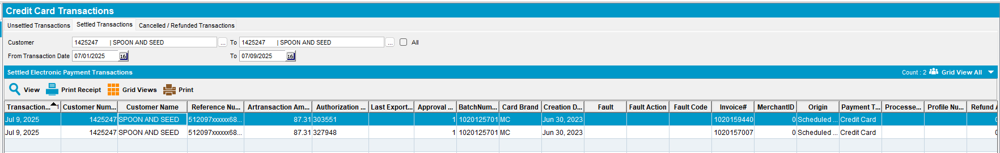 Credit Card Transactions
Unsettled Transactions Settled Transactions Cancelled / Refunded Transactions
Customer 1425247 | SPOON AND SEED ... To 1425247 | SPOON AND SEED ... All
From Transaction Date 07/01/2025 16 To 07/09/2025 16
Settled Electronic Payment Transactions Count : 2 Grid View All
View Print Receipt Grid Views Print
Transaction... 1 Customer Num... Customer Name Reference Nu... Artransaction Am... Authorization ... Last Export... Approval ... BatchNum... Card Brand Creation D... Fault Fault Action Fault Code Invoice# MerchantID Origin Payment T... Processe... Profile Nu... Refund A
Jul 9, 2025 1425247 SPOON AND SEED 512097xxxxxx68... 87.31 303551 1 1020125701 MC Jun 30, 2023 1020159440 0 Scheduled ... Credit Card 0
Jul 9, 2025 1425247 SPOON AND SEED 512097xxxxxx68... 87.31 327948 1 1020125701 MC Jun 30, 2023 1020157007 0 Scheduled ... Credit Card 0